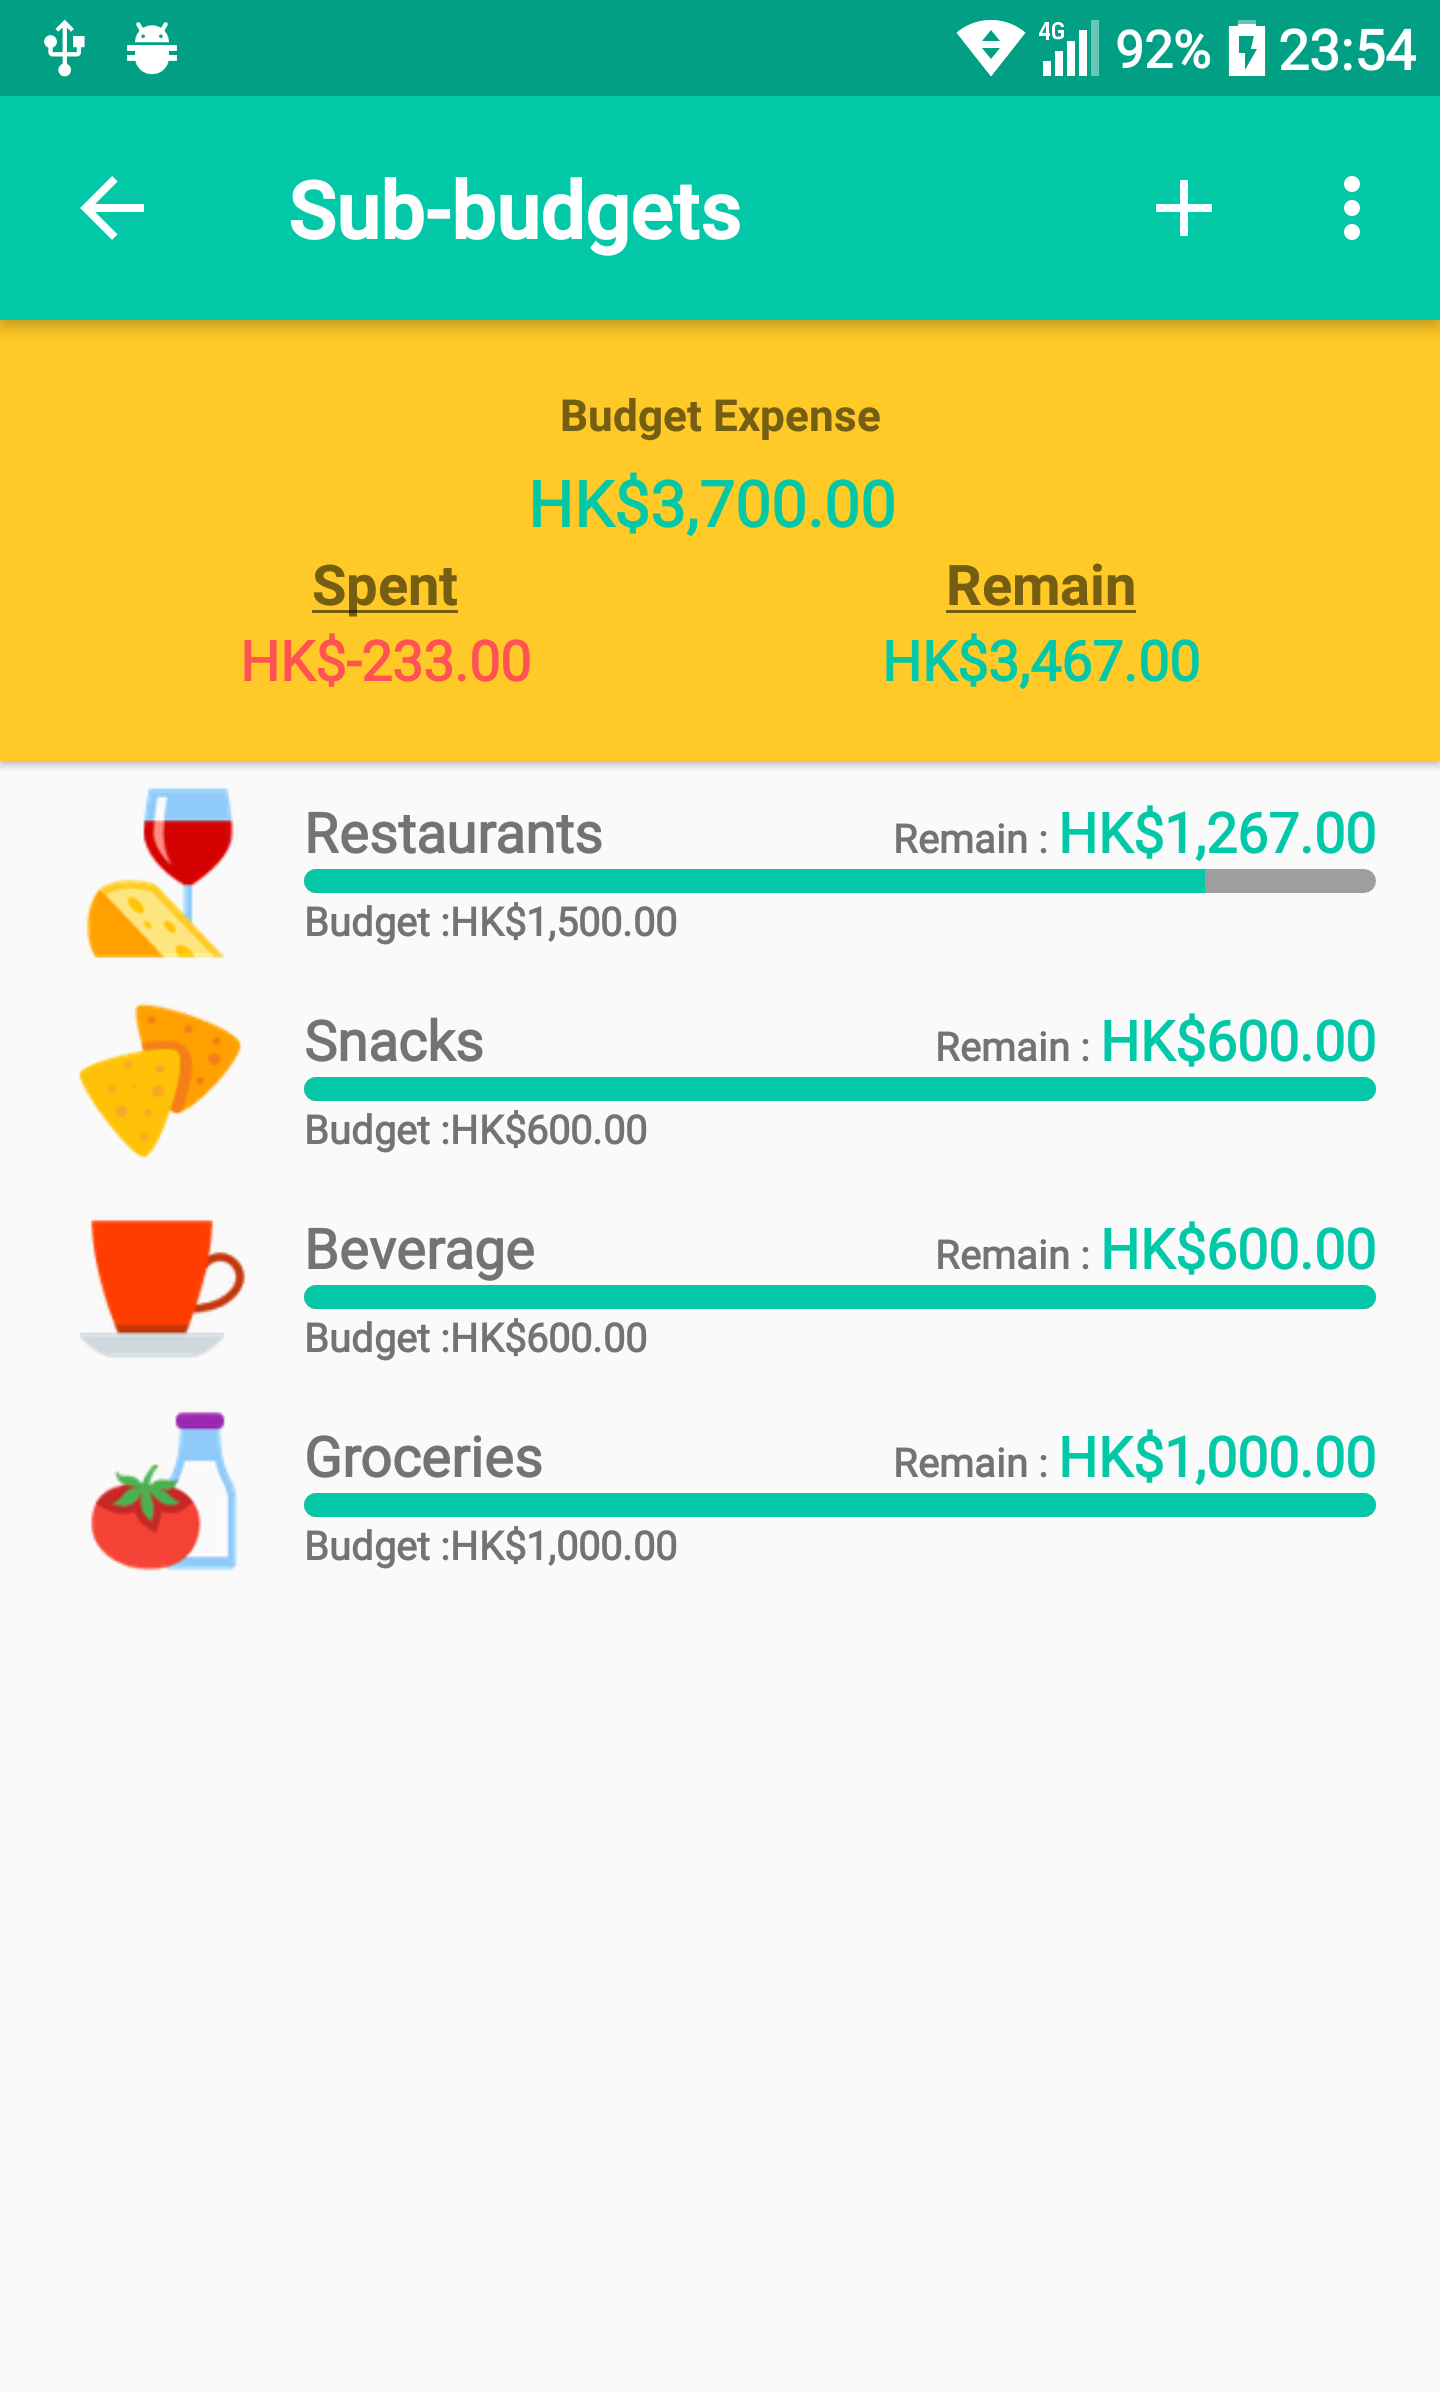 4G 92% 23:54
Sub-budgets
Budget Expense
HK$3,700.00
Spent Remain
HK$-233.00 HK$3,467.00
Restaurants Remain : HK$1,267.00
Budget :HK$1,500.00
Snacks Remain : HK$600.00
Budget :HK$600.00
Beverage Remain : HK$600.00
Budget :HK$600.00
Groceries Remain : HK$1,000.00
Budget :HK$1,000.00